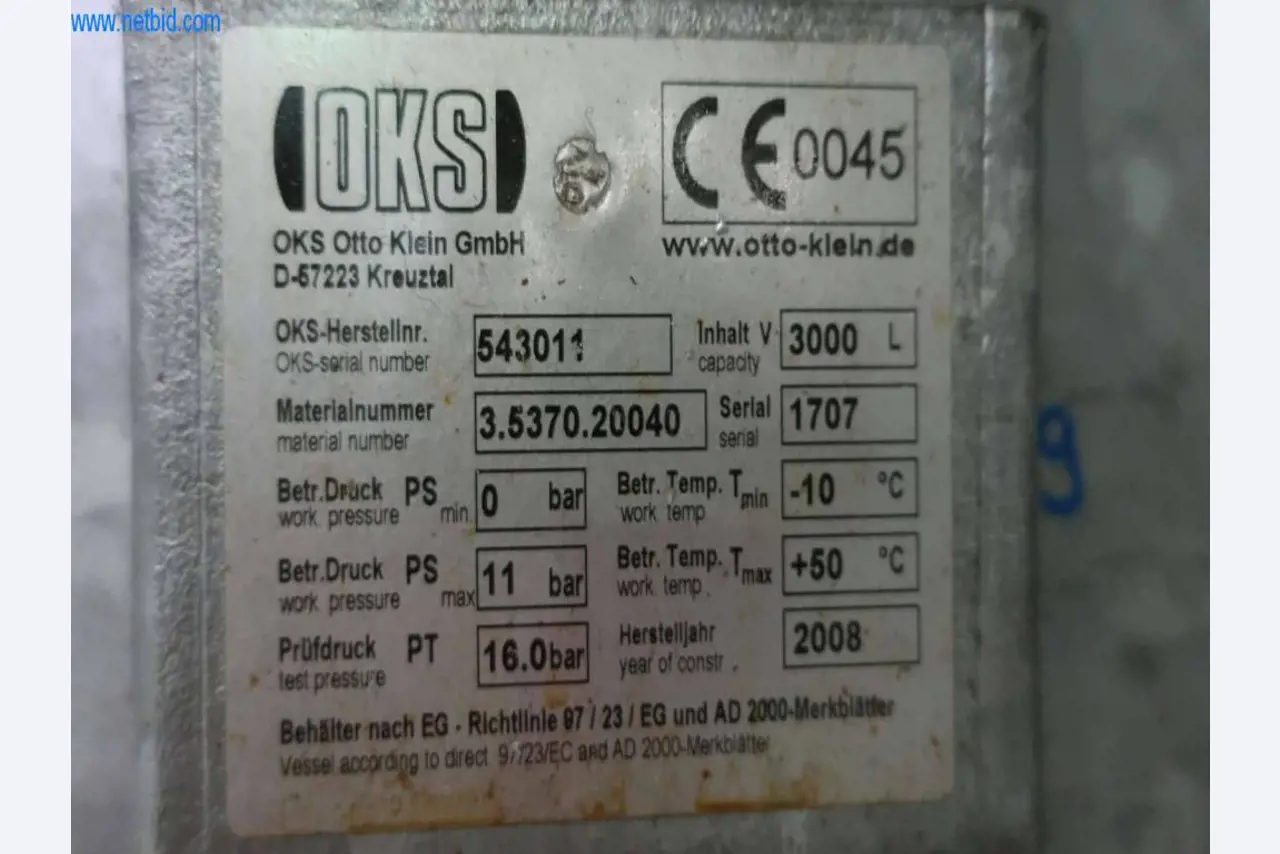 www.netbid.com
OKS
CE 0045
OKS Otto Klein GmbH
D-57223 Kreuztal
www.otto-klein.de
OKS-Herstellnr. 543011 Inhalt V 3000 L
OKS-serial number capacity
Materialnummer 3.5370.20040 Serial 1707
material number serial
Betr.Druck PS min 0 bar Betr. Temp. Tmin -10 °C
work. pressure work temp
Betr.Druck PS max 11 bar Betr. Temp. Tmax +50 °C
work. pressure work. temp.
Prüfdruck PT 16.0bar Herstelljahr 2008
test pressure year of constr.
Behälter nach EG - Richtlinie 97 / 23 / EG und AD 2000-Merkblätter
Vessel according to direct 97/23/EC and AD 2000-Merkblätter
9